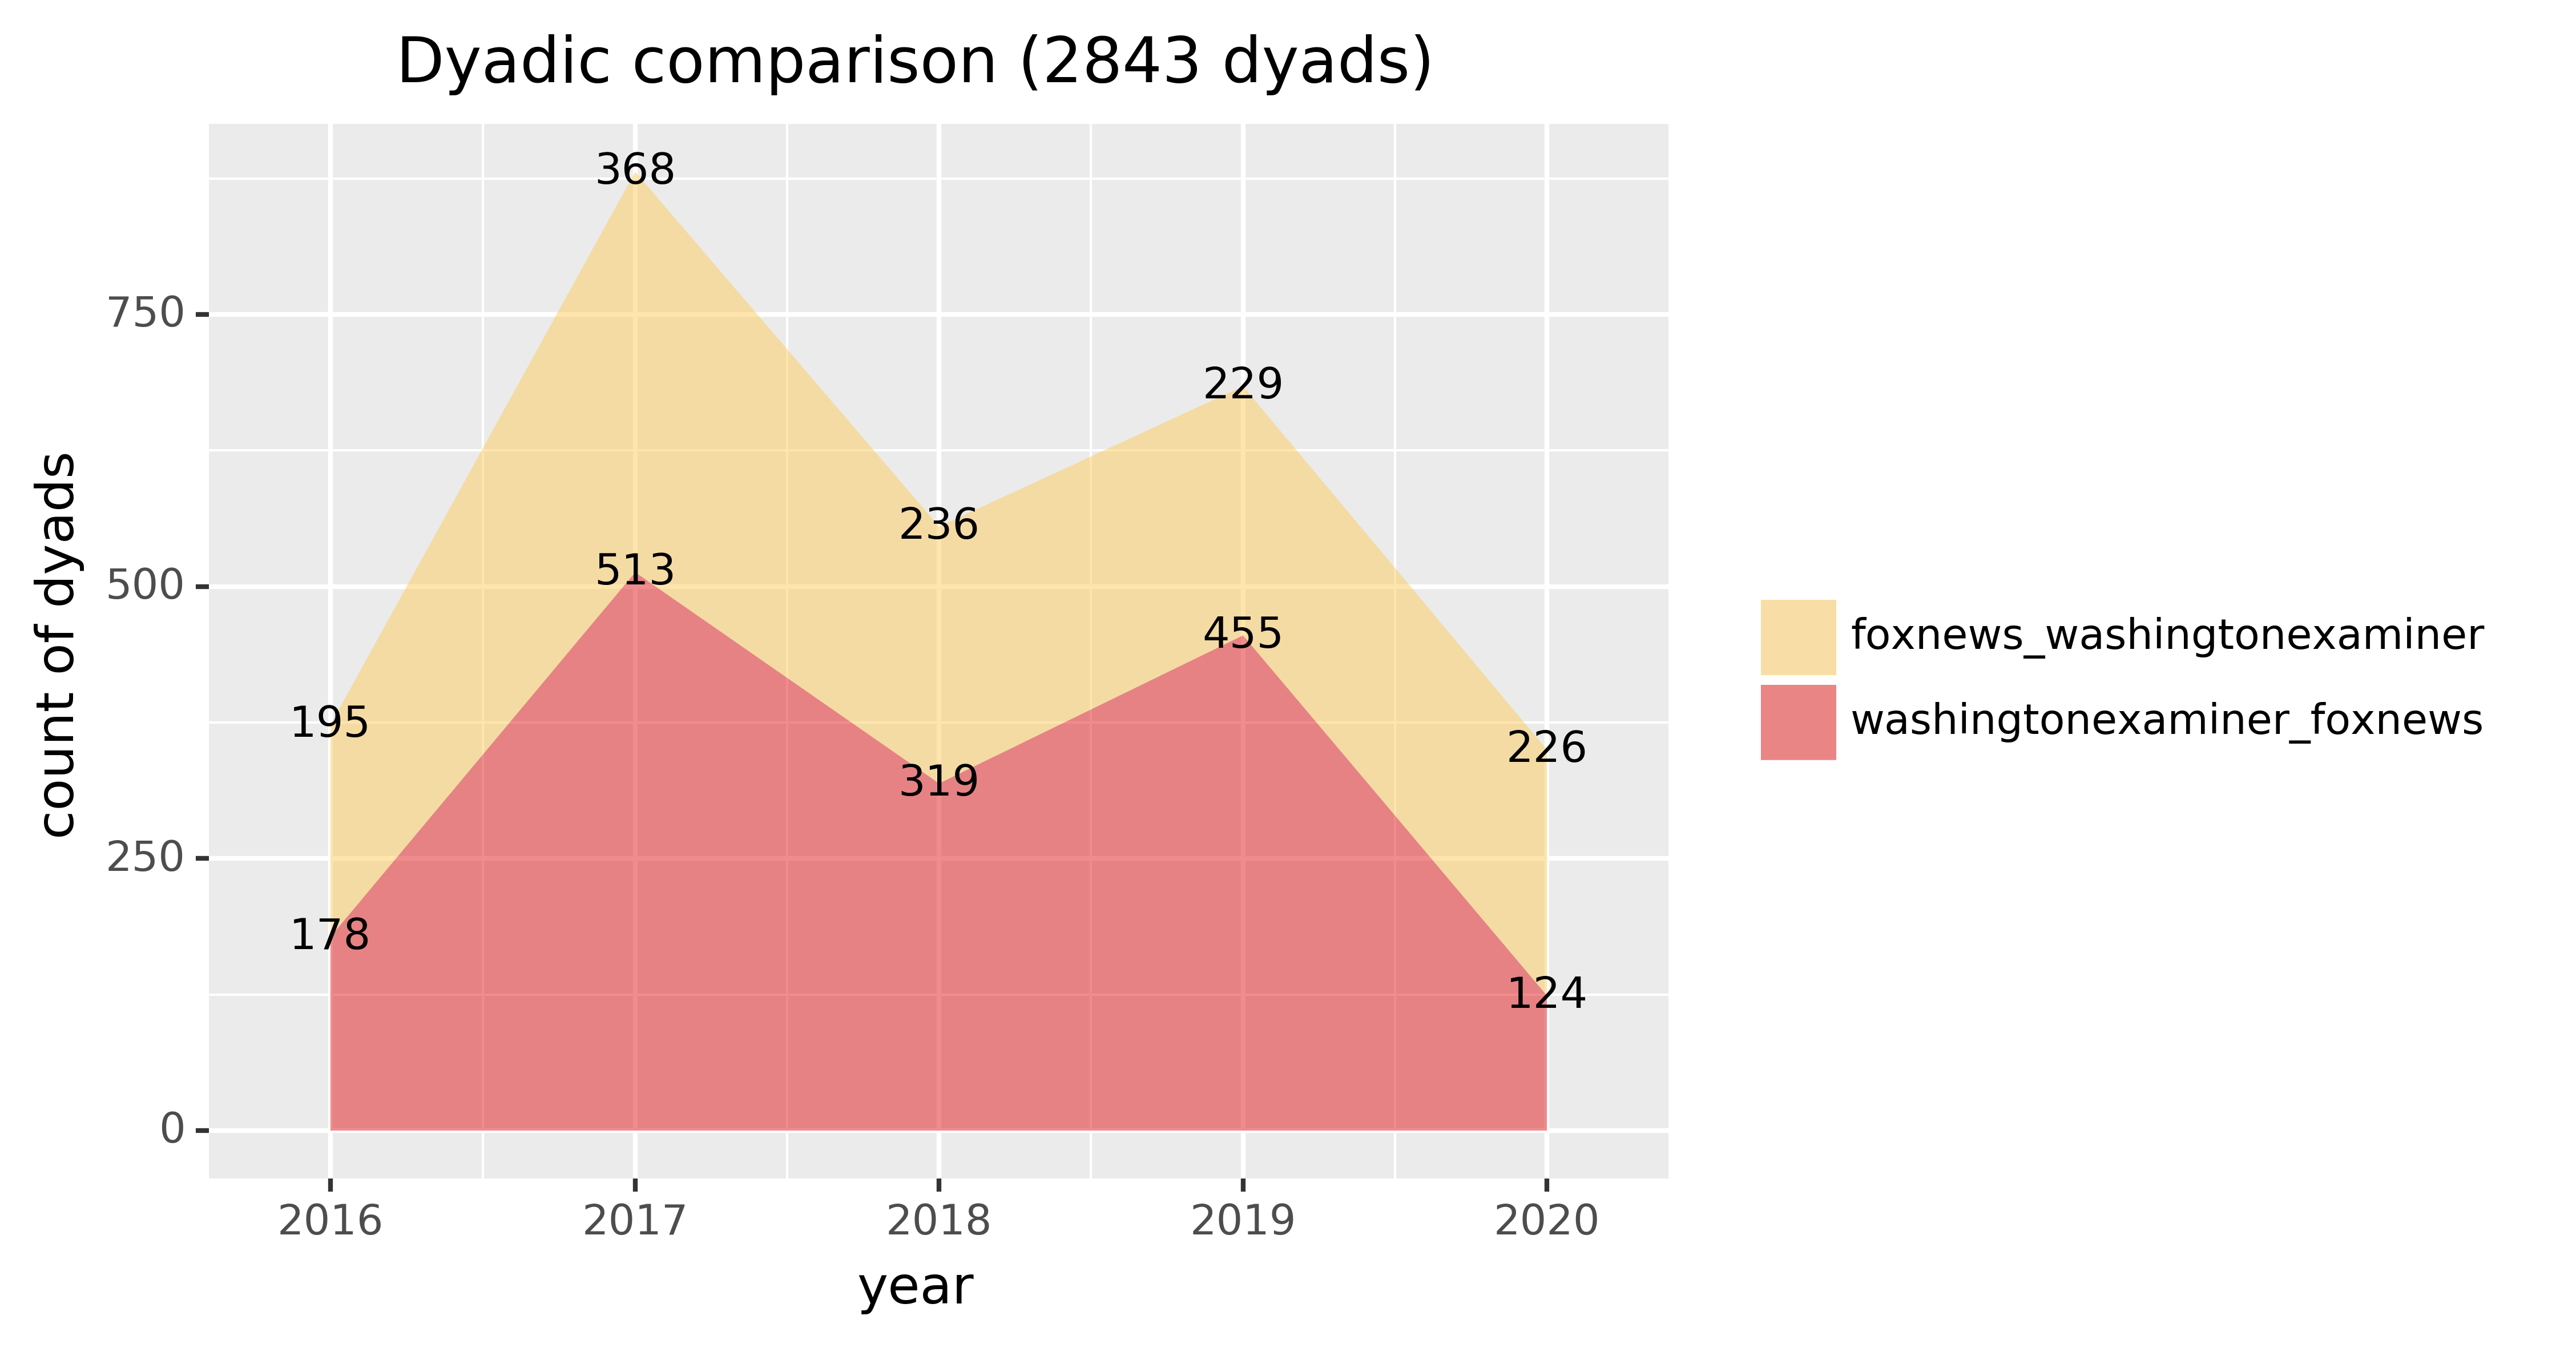 Dyadic comparison (2843 dyads)
count of dyads
750
500
250
0
368
513
236
229
319
455
195
178
226
124
2016 2017 2018 2019 2020
year
foxnews_washingtonexaminer
washingtonexaminer_foxnews